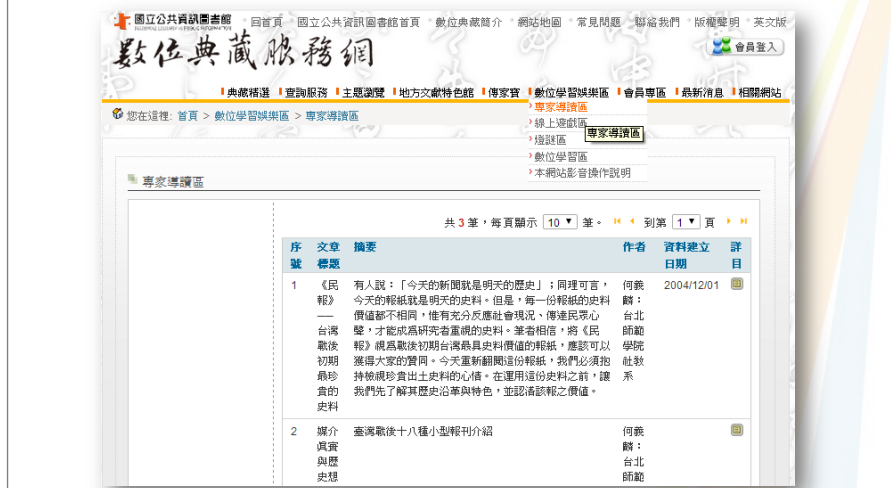 國立公共資訊圖書館
回首頁 國立公共資訊圖書館首頁 數位典藏簡介 網站地圖 常見問題 聯絡我們 版權聲明 英文版
數位典藏服務網
會員登入
典藏精選 查詢服務 主題瀏覽 地方文獻特色館 傳家寶 數位學習娛樂區 會員專區 最新消息 相關網站
您在這裡: 首頁 > 數位學習娛樂區 > 專家導讀區
專家導讀區
線上遊戲區
專家導讀區
燈謎區
數位學習區
本網站影音操作說明
專家導讀區
共 3 筆，每頁顯示 10 筆。 到第 1 頁
序 文章 摘要 作者 資料建立 詳
號 標題 日期 目
1 《民 有人說：「今天的新聞就是明天的歷史」；同理可言， 何義 2004/12/01
報》 今天的報紙就是明天的史料。但是，每一份報紙的史料 麟：
── 價值都不相同，惟有充分反應社會現況、傳達民眾心 台北
台灣 聲，才能成為研究者重視的史料。筆者相信，將《民 師範
戰後 報》視為戰後初期台灣最具史料價值的報紙，應該可以 學院
初期 獲得大家的贊同。今天重新翻閱這份報紙，我們必須抱 社教
最珍 持檢視珍貴出土史料的心情。在運用這份史料之前，讓 系
貴的 我們先了解其歷史沿革與特色，並認清該報之價值。
史料
2 媒介 臺灣戰後十八種小型報刊介紹 何義
真實 麟：
與歷 台北
史想 師範